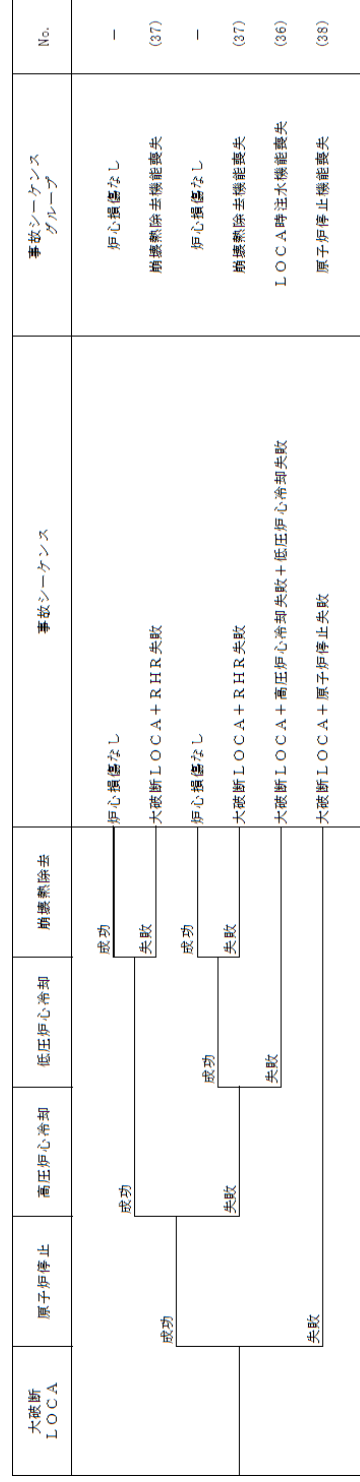 大破断
LOCA
原子炉停止
高圧炉心冷却
低圧炉心冷却
崩壊熱除去
事故シーケンス
事故シーケンス
グループ
No.
成功
失敗
成功
失敗
成功
失敗
成功
失敗
成功
失敗
炉心損傷なし
炉心損傷なし
－
大破断LOCA＋RHR失敗
崩壊熱除去機能喪失
(37)
炉心損傷なし
炉心損傷なし
－
大破断LOCA＋RHR失敗
崩壊熱除去機能喪失
(37)
大破断LOCA＋高圧炉心冷却失敗＋低圧炉心冷却失敗
LOCA時注水機能喪失
(36)
大破断LOCA＋原子炉停止失敗
原子炉停止機能喪失
(38)